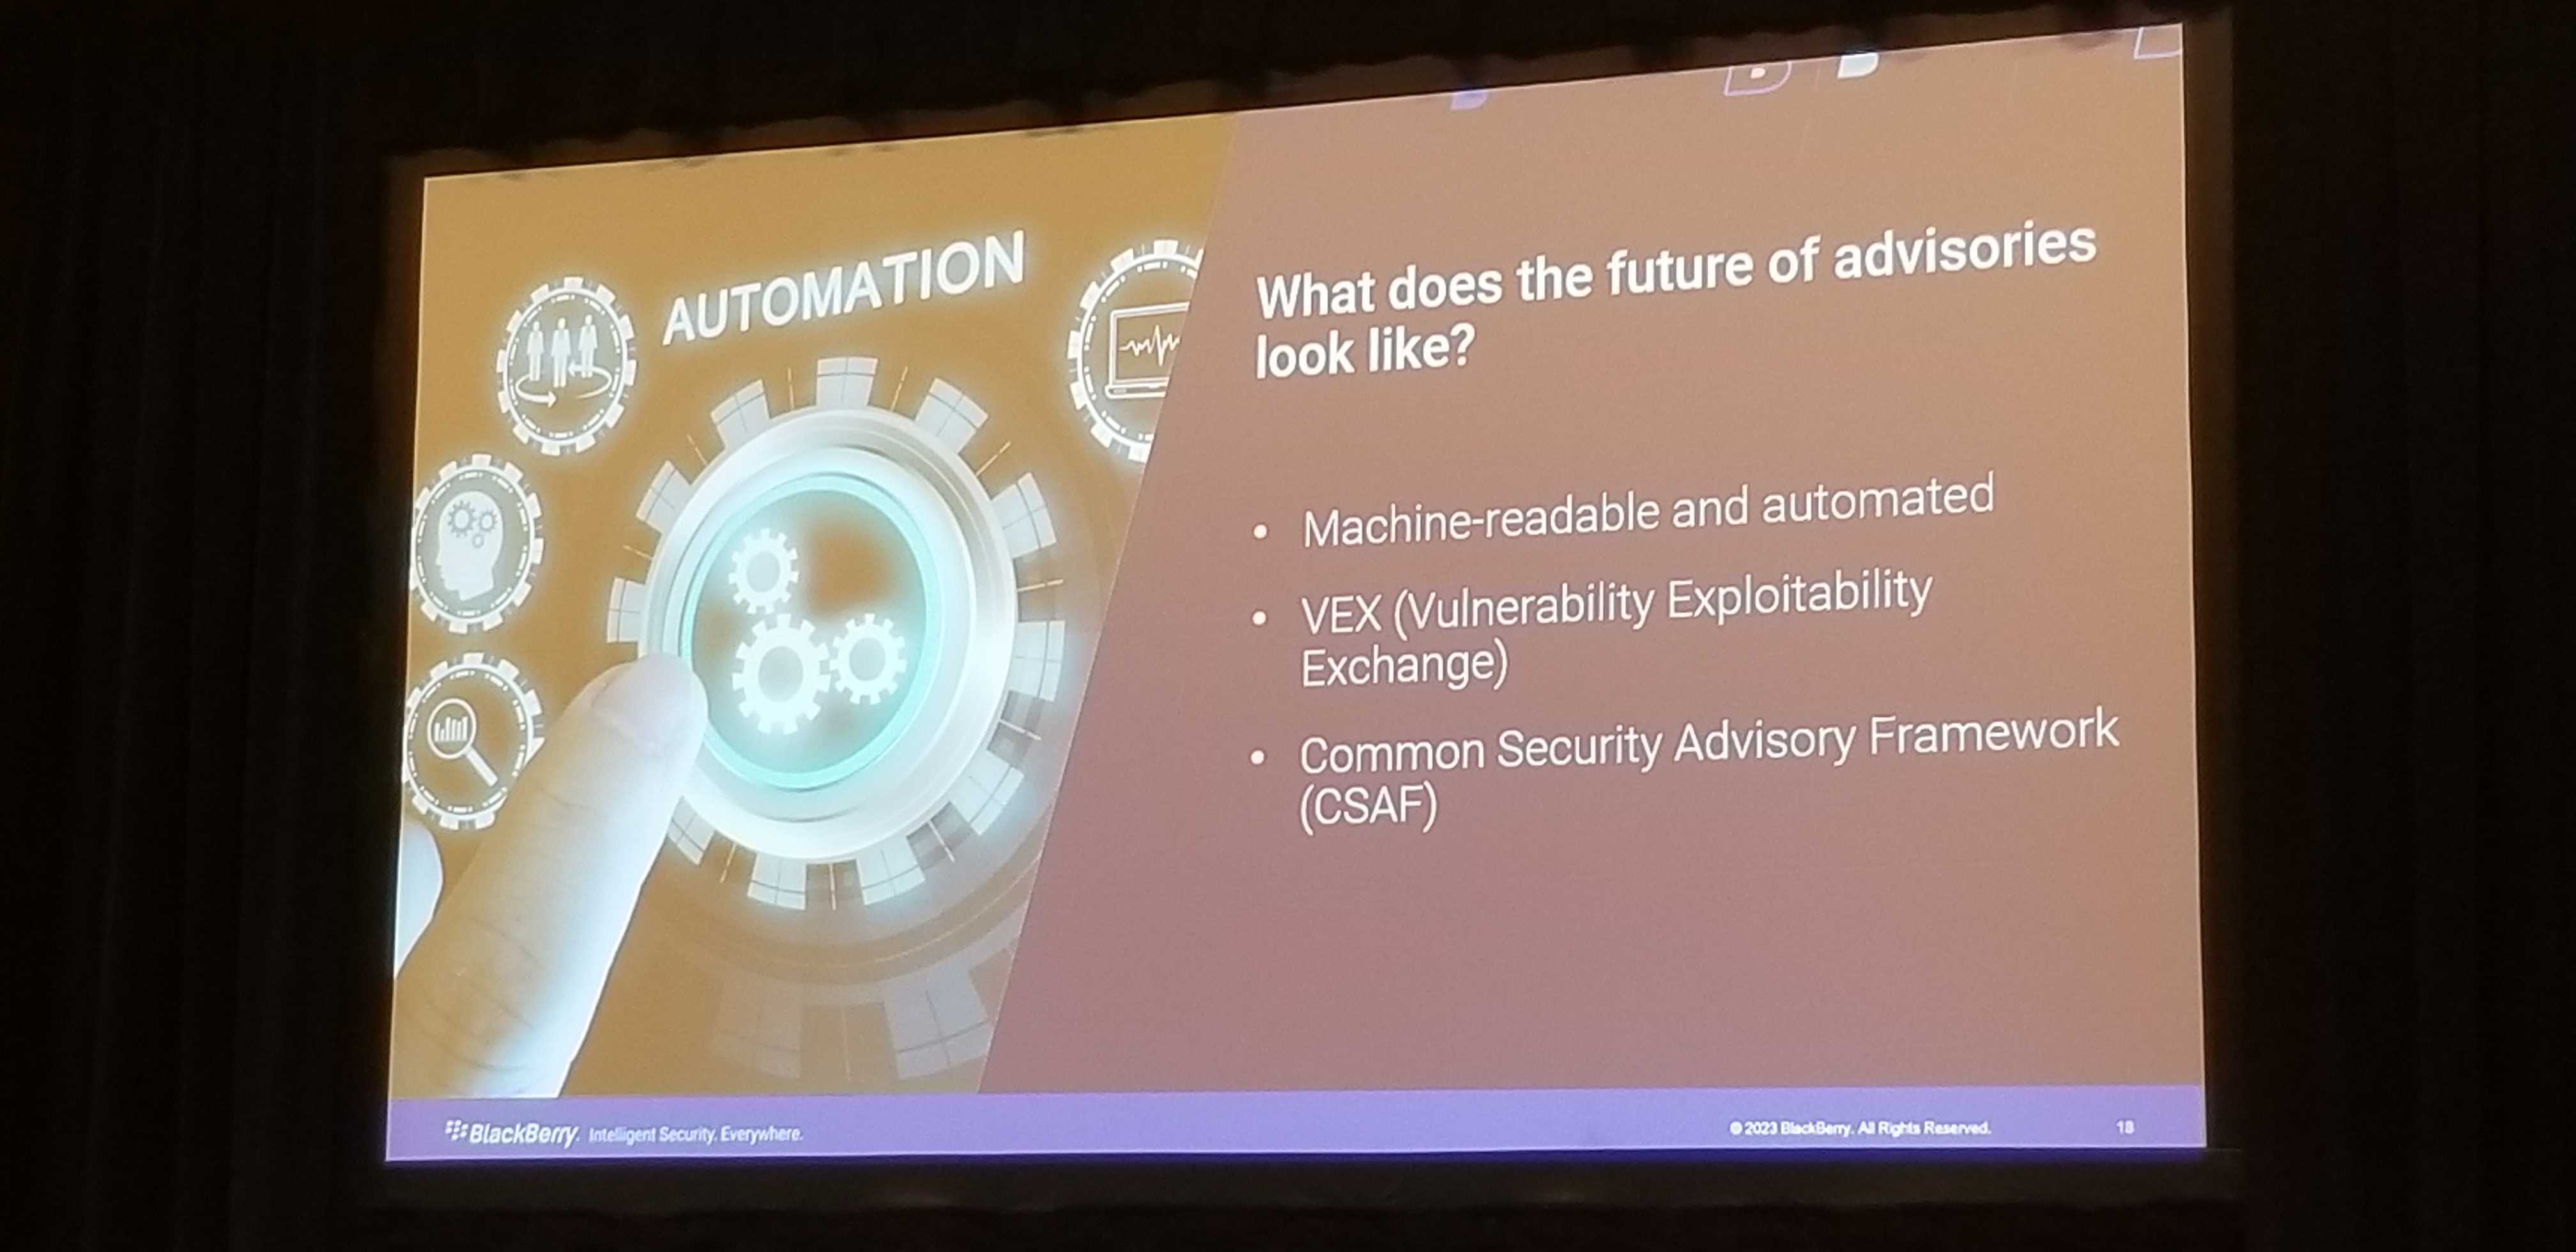 AUTOMATION
What does the future of advisories
look like?
• Machine-readable and automated
• VEX (Vulnerability Exploitability
Exchange)
• Common Security Advisory Framework
(CSAF)
BlackBerry. Intelligent Security. Everywhere.
© 2023 BlackBerry. All Rights Reserved.
18